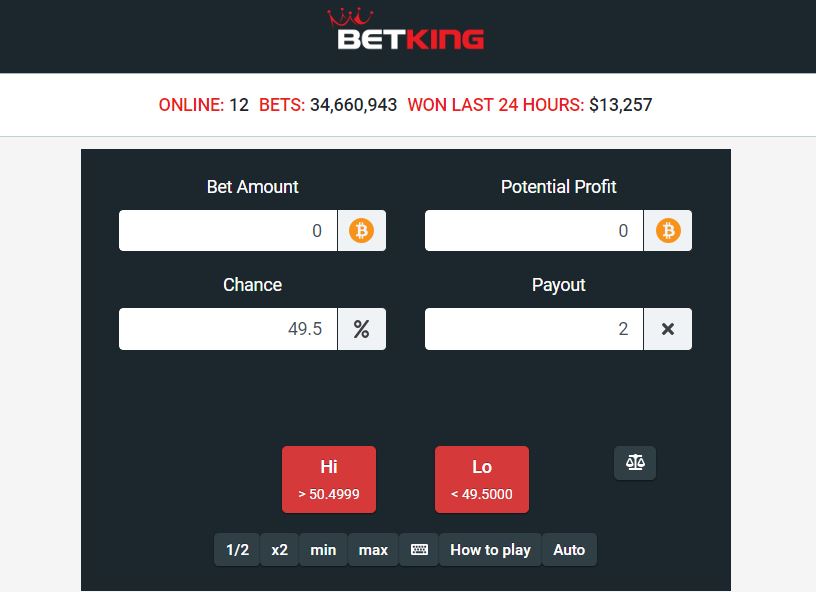 BETKING
ONLINE: 12 BETS: 34,660,943 WON LAST 24 HOURS: $13,257
Bet Amount Potential Profit
0 0
Chance Payout
49.5 % 2 ×
Hi Lo
> 50.4999 < 49.5000
1/2 x2 min max How to play Auto